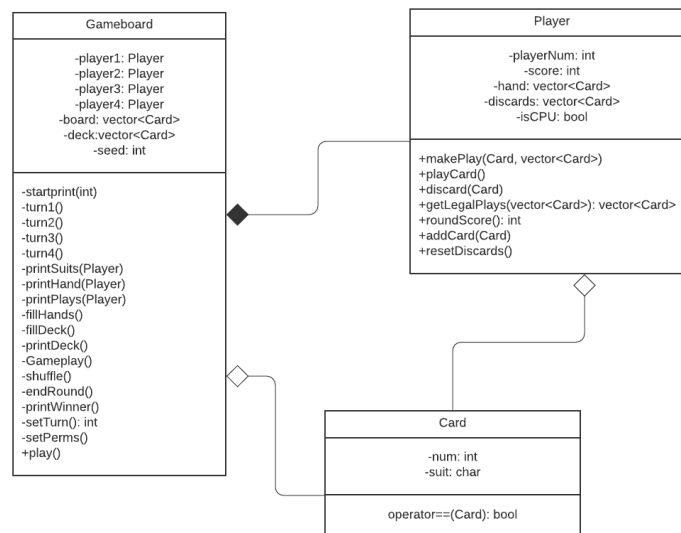 Gameboard
-player1: Player
-player2: Player
-player3: Player
-player4: Player
-board: vector<Card>
-deck:vector<Card>
-seed: int
-startprint(int)
-turn1()
-turn2()
-turn3()
-turn4()
-printSuits(Player)
-printHand(Player)
-printPlays(Player)
-fillHands()
-fillDeck()
-printDeck()
-Gameplay()
-shuffle()
-endRound()
-printWinner()
-setTurn(): int
-setPerms()
+play()
Player
-playerNum: int
-score: int
-hand: vector<Card>
-discards: vector<Card>
-isCPU: bool
+makePlay(Card, vector<Card>)
+playCard()
+discard(Card)
+getLegalPlays(vector<Card>): vector<Card>
+roundScore(): int
+addCard(Card)
+resetDiscards()
Card
-num: int
-suit: char
operator==(Card): bool